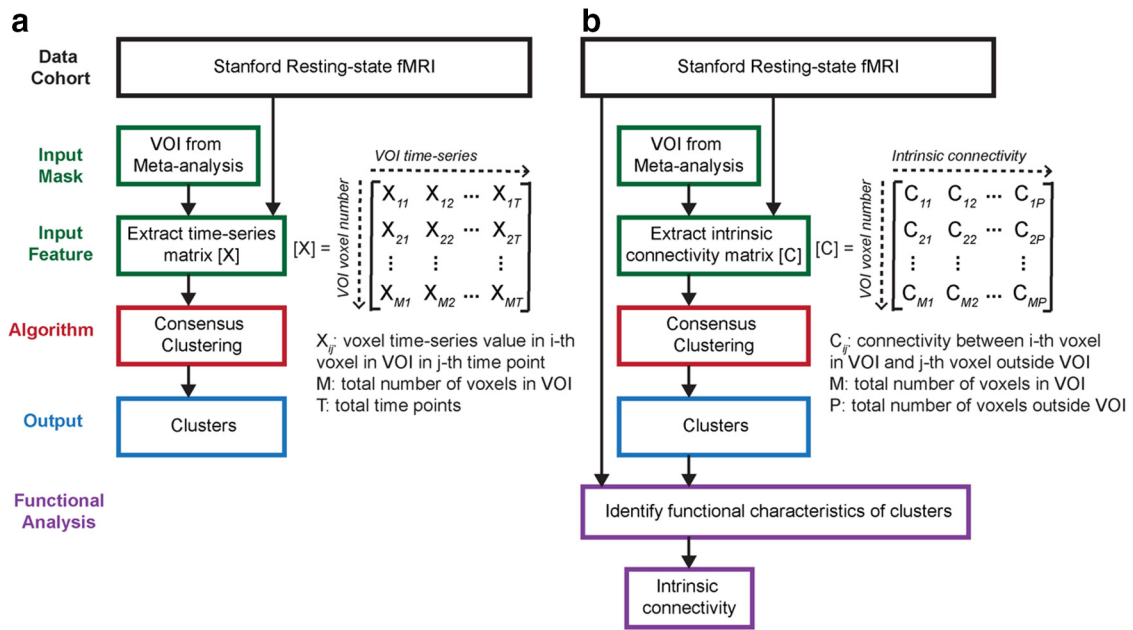 a
Data
Cohort
Stanford Resting-state fMRI
Input
Mask
VOI from
Meta-analysis
Input
Feature
Extract time-series
matrix [X]
[X] =
VOI time-series
VOI voxel number
X11 X12 ... X1T
X21 X22 ... X2T
⋮ ⋮ ⋮
XM1 XM2 ... XMT
Algorithm
Consensus
Clustering
Xij: voxel time-series value in i-th
voxel in VOI in j-th time point
M: total number of voxels in VOI
T: total time points
Output
Clusters
Functional
Analysis
b
Stanford Resting-state fMRI
VOI from
Meta-analysis
Extract intrinsic
connectivity matrix [C]
[C] =
Intrinsic connectivity
VOI voxel number
C11 C12 ... C1P
C21 C22 ... C2P
⋮ ⋮ ⋮
CM1 CM2 ... CMP
Consensus
Clustering
Cij: connectivity between i-th voxel
in VOI and j-th voxel outside VOI
M: total number of voxels in VOI
P: total number of voxels outside VOI
Clusters
Identify functional characteristics of clusters
Intrinsic
connectivity